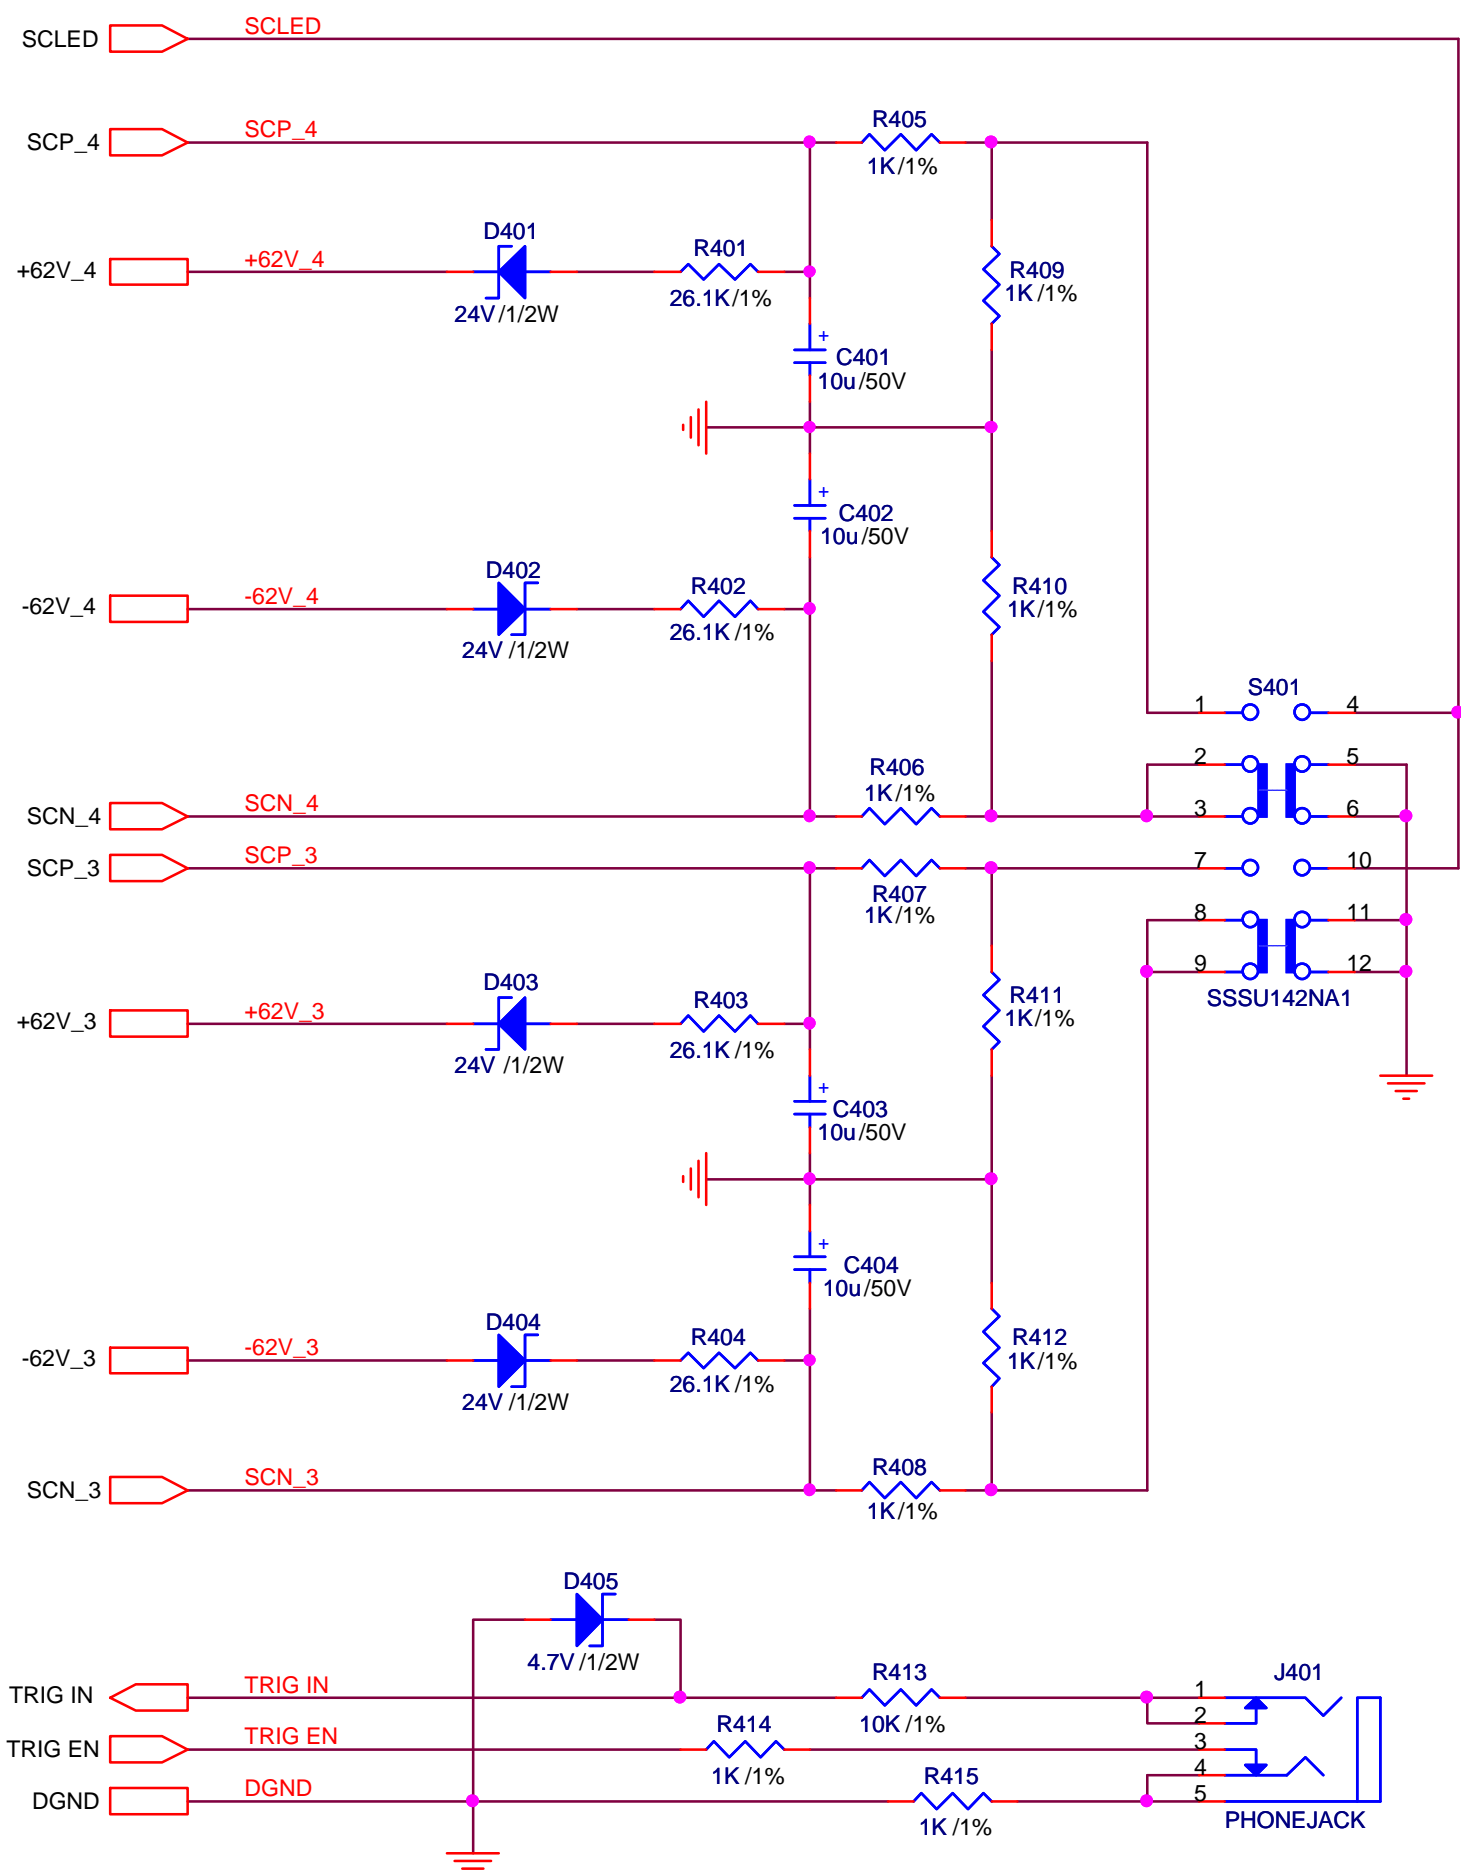 SCLED
SCLED
SCP_4
SCP_4
R405
1K/1%
D401
+62V_4
+62V_4
24V/1/2W
R401
26.1K/1%
R409
1K/1%
+
C401
10u/50V
+
C402
10u/50V
D402
-62V_4
-62V_4
24V /1/2W
R402
26.1K/1%
R410
1K/1%
S401
1
4
2
5
3
6
R406
1K/1%
SCN_4
SCN_4
SCP_3
SCP_3
R407
1K/1%
7
10
8
11
9
12
SSSU142NA1
D403
+62V_3
+62V_3
24V /1/2W
R403
26.1K/1%
R411
1K/1%
+
C403
10u/50V
+
C404
10u/50V
D404
-62V_3
-62V_3
24V /1/2W
R404
26.1K/1%
R412
1K/1%
SCN_3
SCN_3
R408
1K/1%
D405
4.7V/1/2W
TRIG IN
TRIG IN
R413
10K/1%
TRIG EN
TRIG EN
R414
1K/1%
DGND
DGND
R415
1K/1%
J401
1
2
3
4
5
PHONEJACK